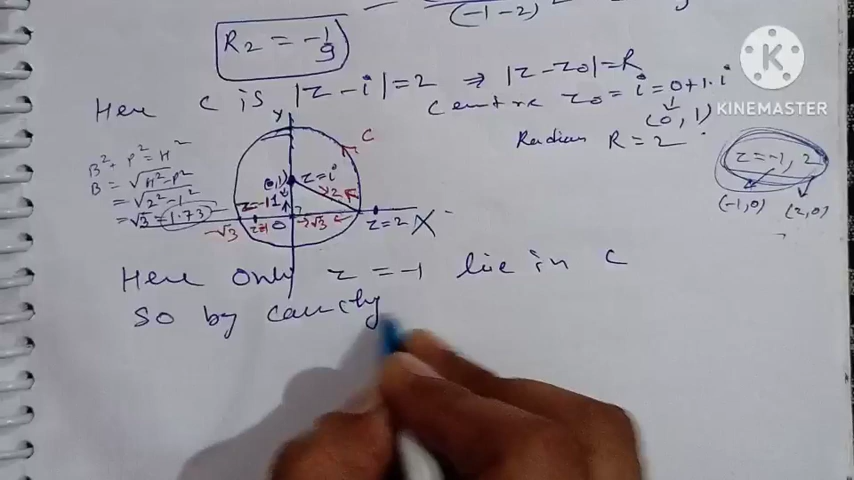 (-1-2)
R2 = -1/9
Here C is |z-i|=2 ⇒ |z-z0|=R
Centre z0 = i = 0+1.i
(0,1)
Radius R = 2
KINEMASTER
z=-1, 2
(-1,0) (2,0)
B²+P²=H²
B = √H²-P²
= √2²-1²
= √3 = 1.73
Y
C
(0,1) z=i
2 R
z=-1 1
-√3 z=-1 0 √3 z=2 X
Here only z = -1 lie in C
So by cauchy